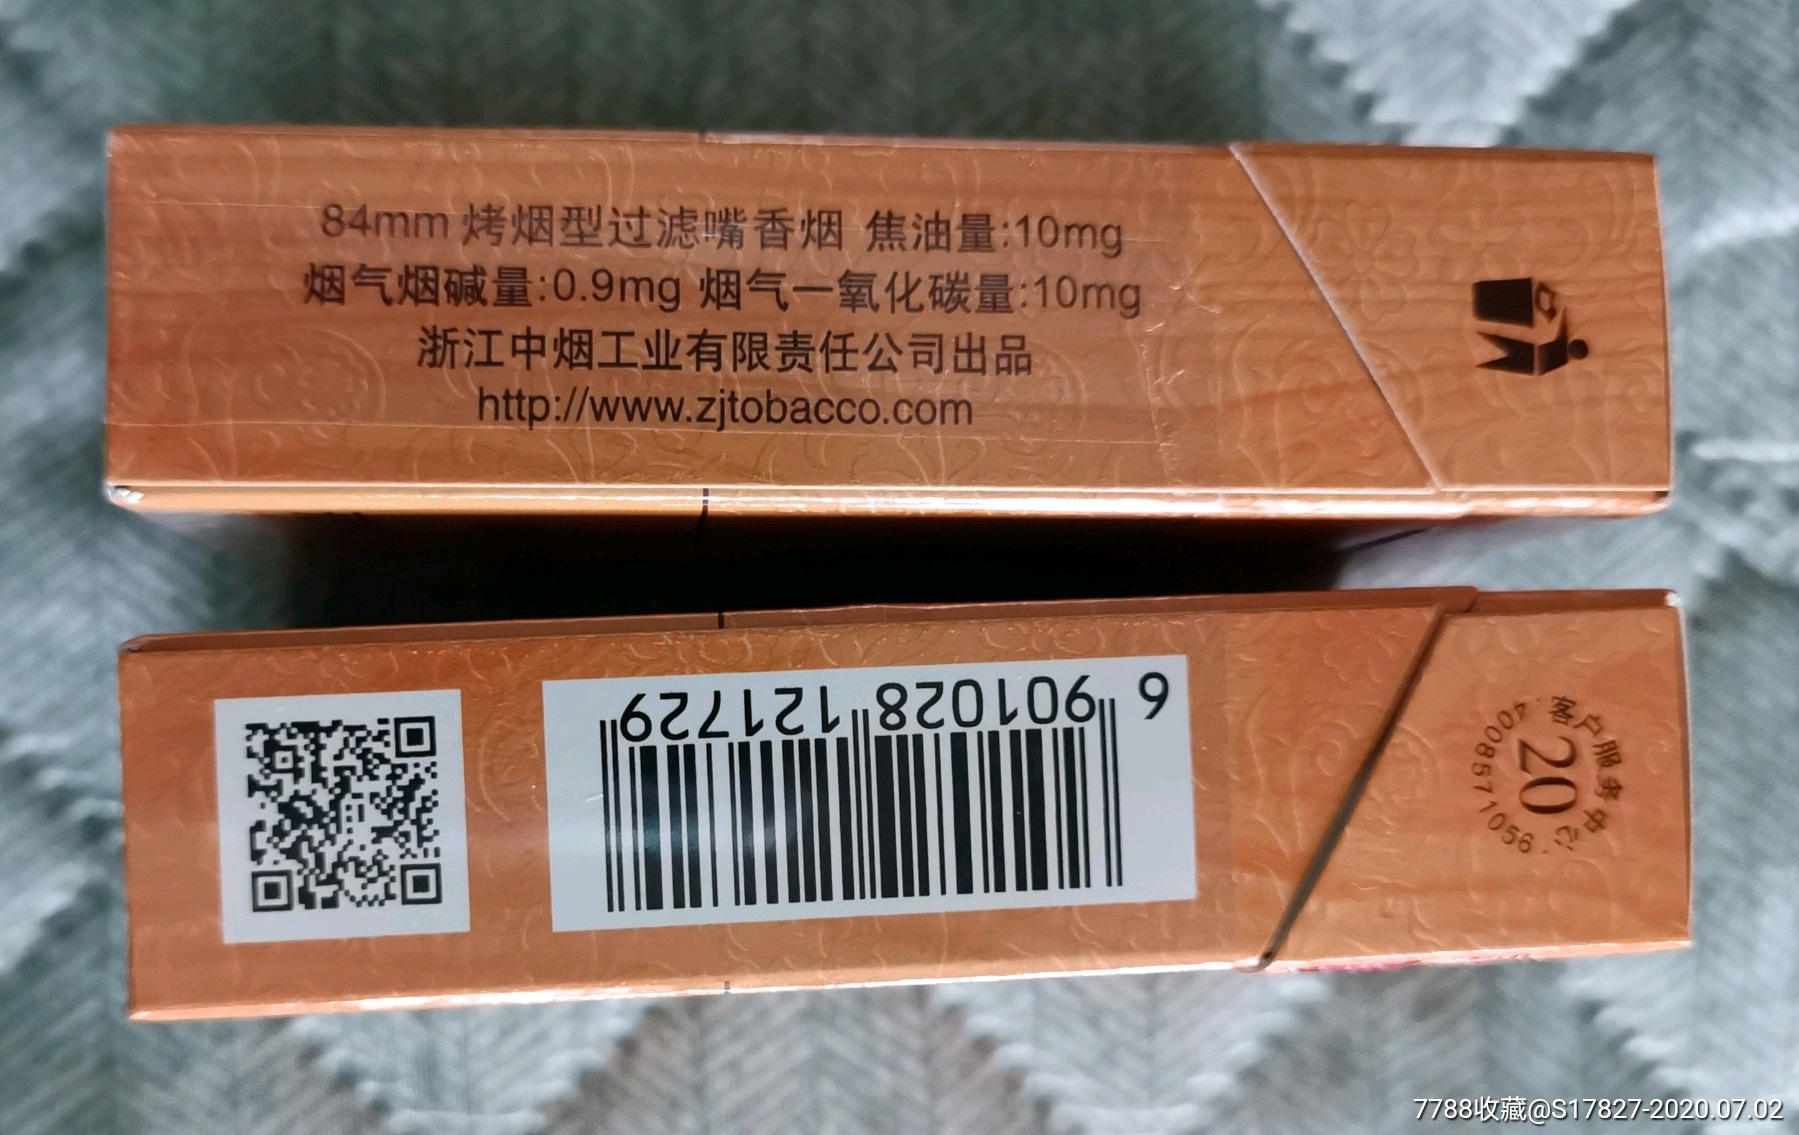 84mm 烤烟型过滤嘴香烟 焦油量:10mg
烟气烟碱量:0.9mg 烟气一氧化碳量:10mg
浙江中烟工业有限责任公司出品
http://www.zjtobacco.com
6 901028 121729
客户服务中心
20
4008571056
7788收藏@S17827-2020.07.02